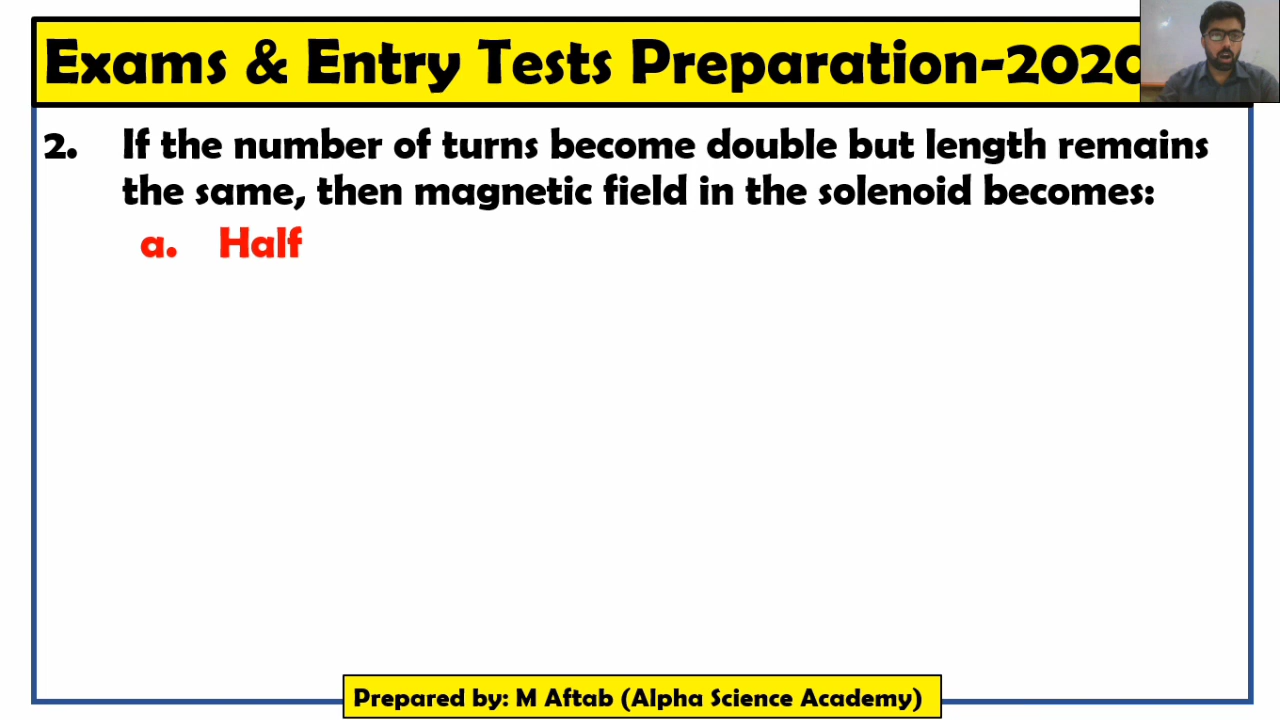 Exams & Entry Tests Preparation-2020
2. If the number of turns become double but length remains
the same, then magnetic field in the solenoid becomes:
a. Half
Prepared by: M Aftab (Alpha Science Academy)